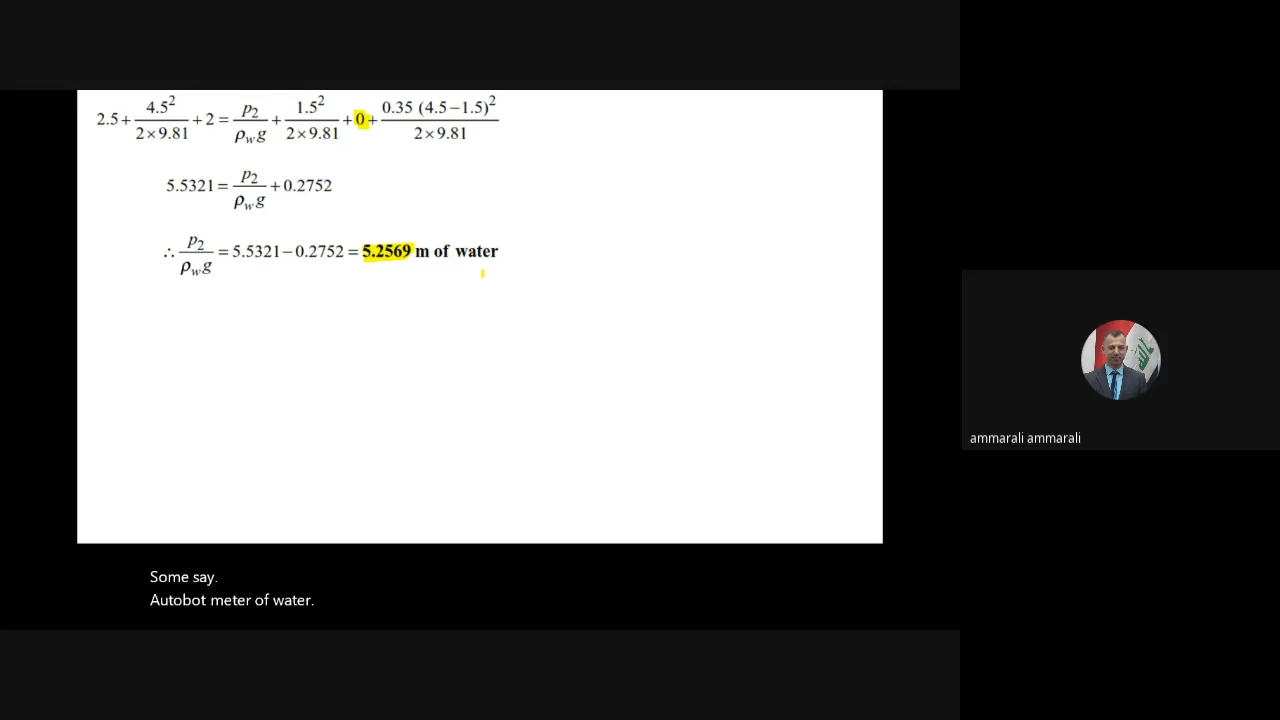 2.5 + 4.5²/(2×9.81) + 2 = p₂/(ρ_w g) + 1.5²/(2×9.81) + 0 + 0.35 (4.5−1.5)²/(2×9.81)
5.5321 = p₂/(ρ_w g) + 0.2752
∴ p₂/(ρ_w g) = 5.5321 − 0.2752 = 5.2569 m of water
ammarali ammarali
Some say.
Autobot meter of water.